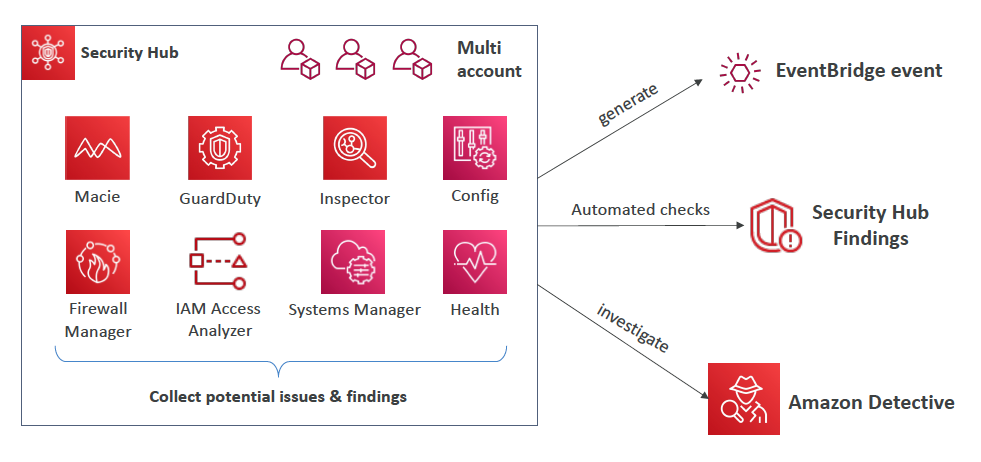 Security Hub
Multi
account
EventBridge event
generate
Macie
GuardDuty
Inspector
Config
Automated checks
Security Hub
Findings
Firewall
Manager
IAM Access
Analyzer
Systems Manager
Health
investigate
Collect potential issues & findings
Amazon Detective